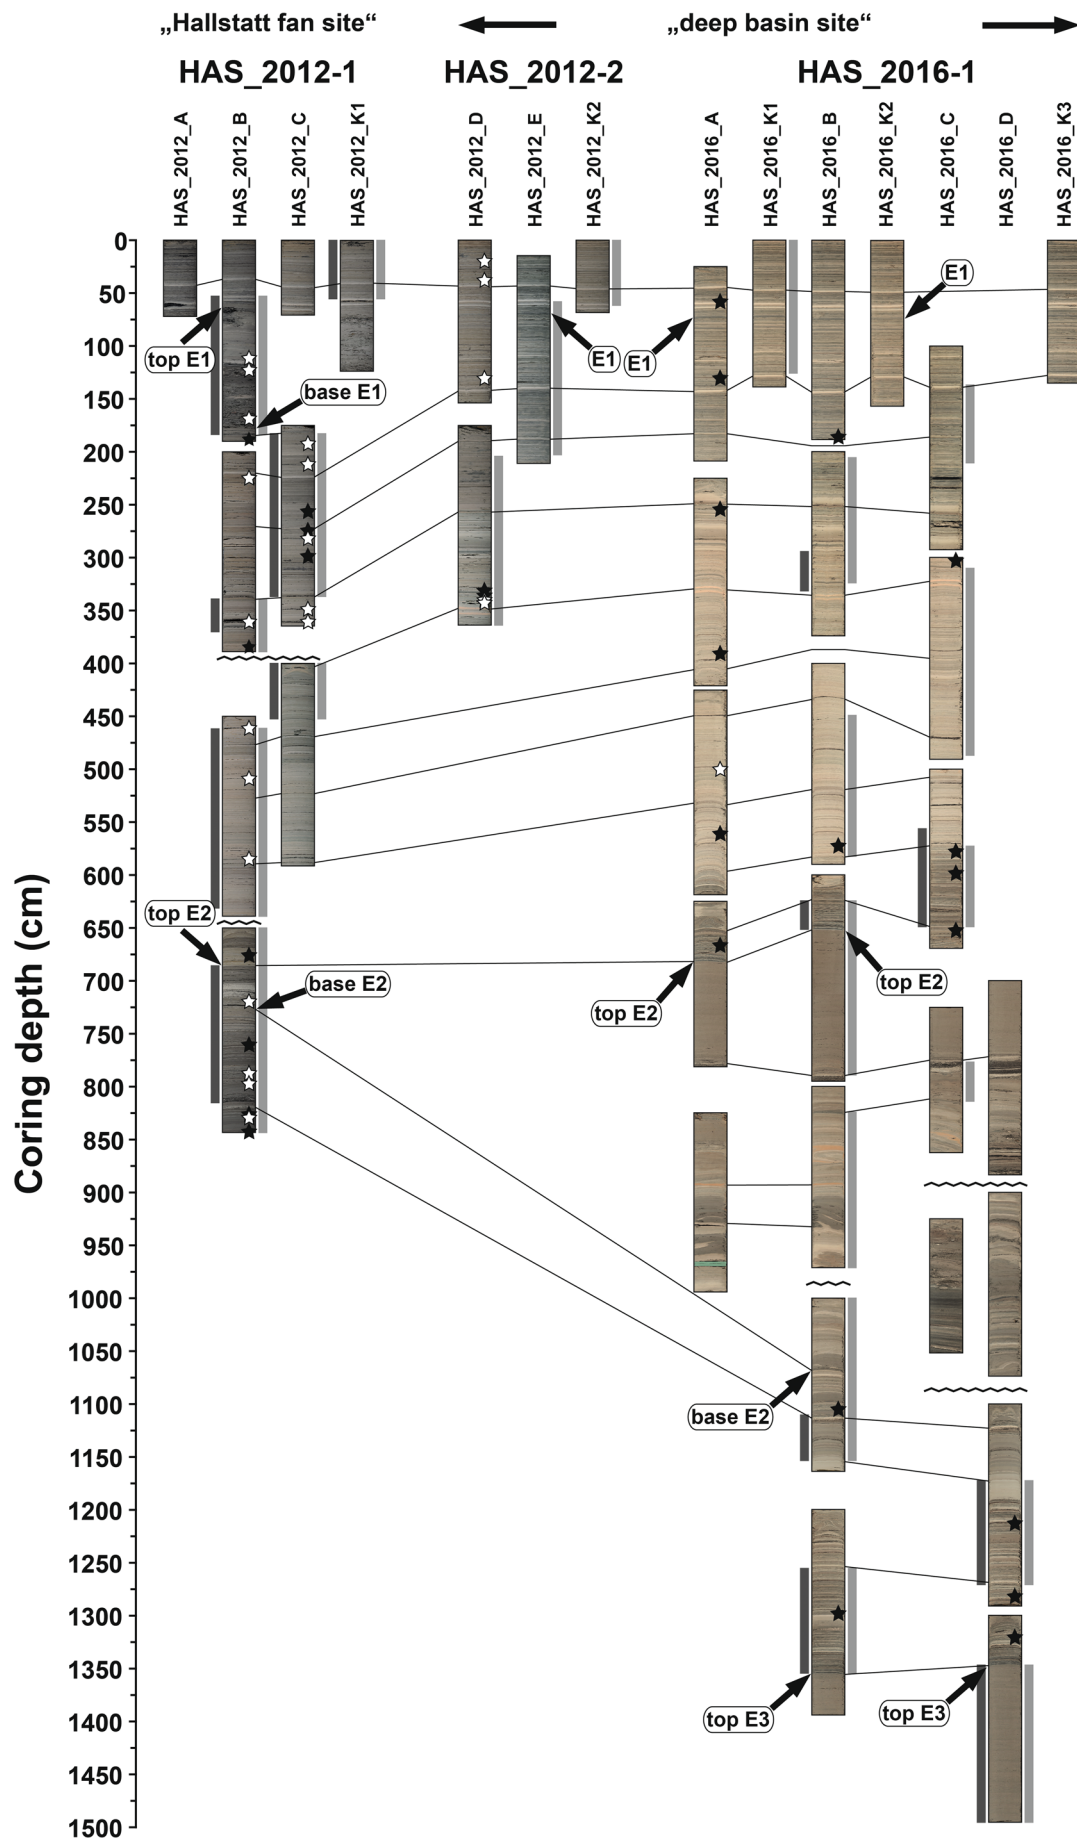 „Hallstatt fan site“
„deep basin site“
HAS_2012-1
HAS_2012-2
HAS_2016-1
HAS_2012_A
HAS_2012_B
HAS_2012_C
HAS_2012_K1
HAS_2012_D
HAS_2012_E
HAS_2012_K2
HAS_2016_A
HAS_2016_K1
HAS_2016_B
HAS_2016_K2
HAS_2016_C
HAS_2016_D
HAS_2016_K3
Coring depth (cm)
0
50
100
150
200
250
300
350
400
450
500
550
600
650
700
750
800
850
900
950
1000
1050
1100
1150
1200
1250
1300
1350
1400
1450
1500
E1
top E1
E1
E1
base E1
top E2
base E2
top E2
top E2
base E2
top E3
top E3